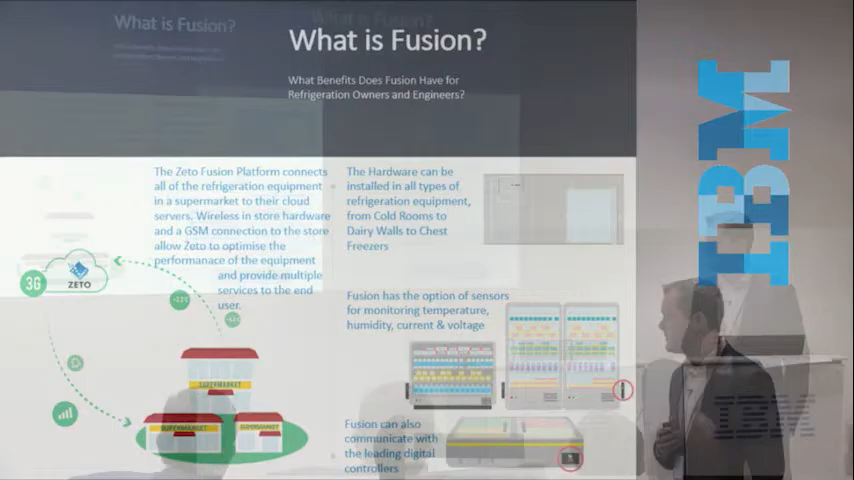 What is Fusion?
What is Fusion?
What Benefits Does Fusion Have for
Refrigeration Owners and Engineers?
The Zeto Fusion Platform connects
all of the refrigeration equipment
in a supermarket to their cloud
servers. Wireless in store hardware
and a GSM connection to the store
allow Zeto to optimise the
performanace of the equipment
and provide multiple
services to the end
user.
The Hardware can be
installed in all types of
refrigeration equipment,
from Cold Rooms to
Dairy Walls to Chest
Freezers
Fusion has the option of sensors
for monitoring temperature,
humidity, current & voltage
Fusion can also
communicate with
the leading digital
controllers
3G
ZETO
SUPERMARKET
SUPERMARKET
SUPERMARKET
IBM
IBM